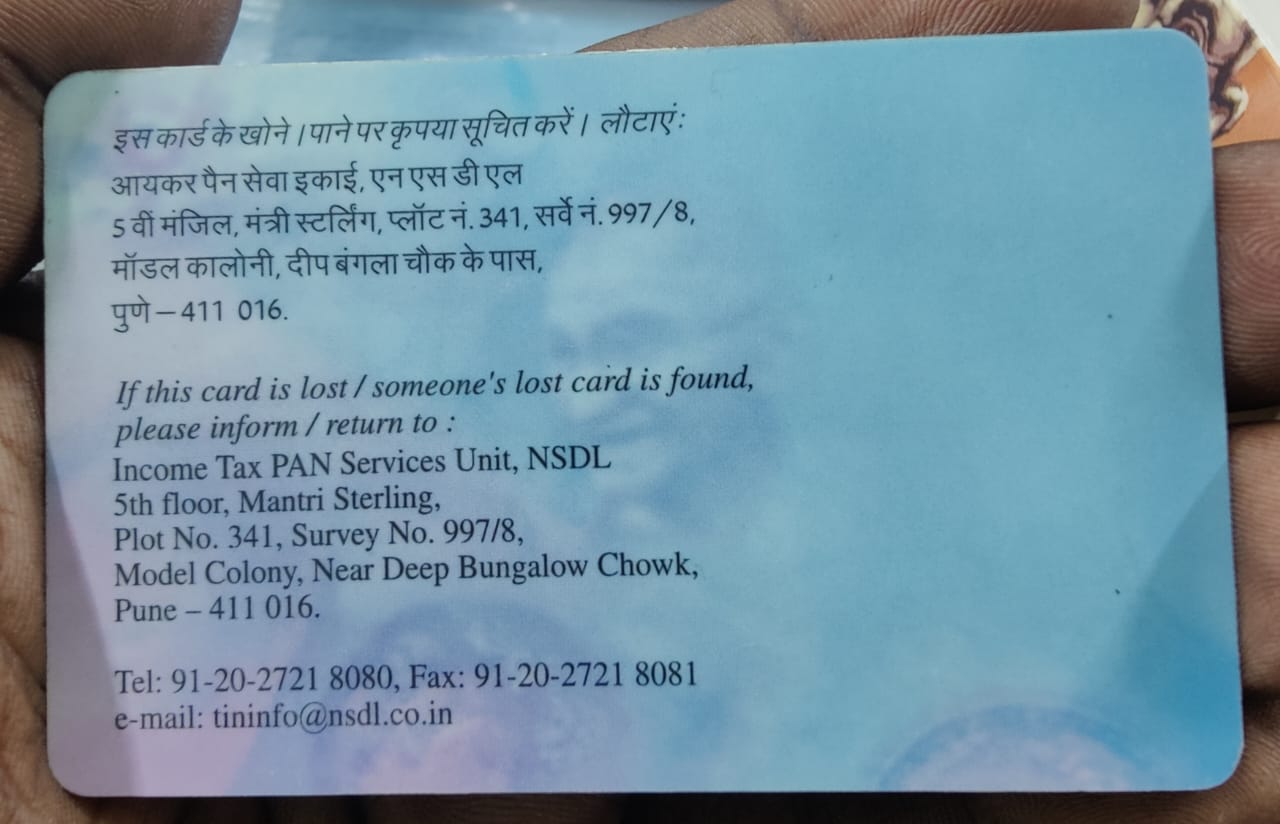 इस कार्ड के खोने / पाने पर कृपया सूचित करें / लौटाएं:
आयकर पैन सेवा इकाई, एन एस डी एल
5 वीं मंजिल, मंत्री स्टर्लिंग, प्लॉट नं. 341, सर्वे नं. 997/8,
मॉडल कालोनी, दीप बंगला चौक के पास,
पुणे – 411 016.
If this card is lost / someone's lost card is found,
please inform / return to :
Income Tax PAN Services Unit, NSDL
5th floor, Mantri Sterling,
Plot No. 341, Survey No. 997/8,
Model Colony, Near Deep Bungalow Chowk,
Pune – 411 016.
Tel: 91-20-2721 8080, Fax: 91-20-2721 8081
e-mail: tininfo@nsdl.co.in